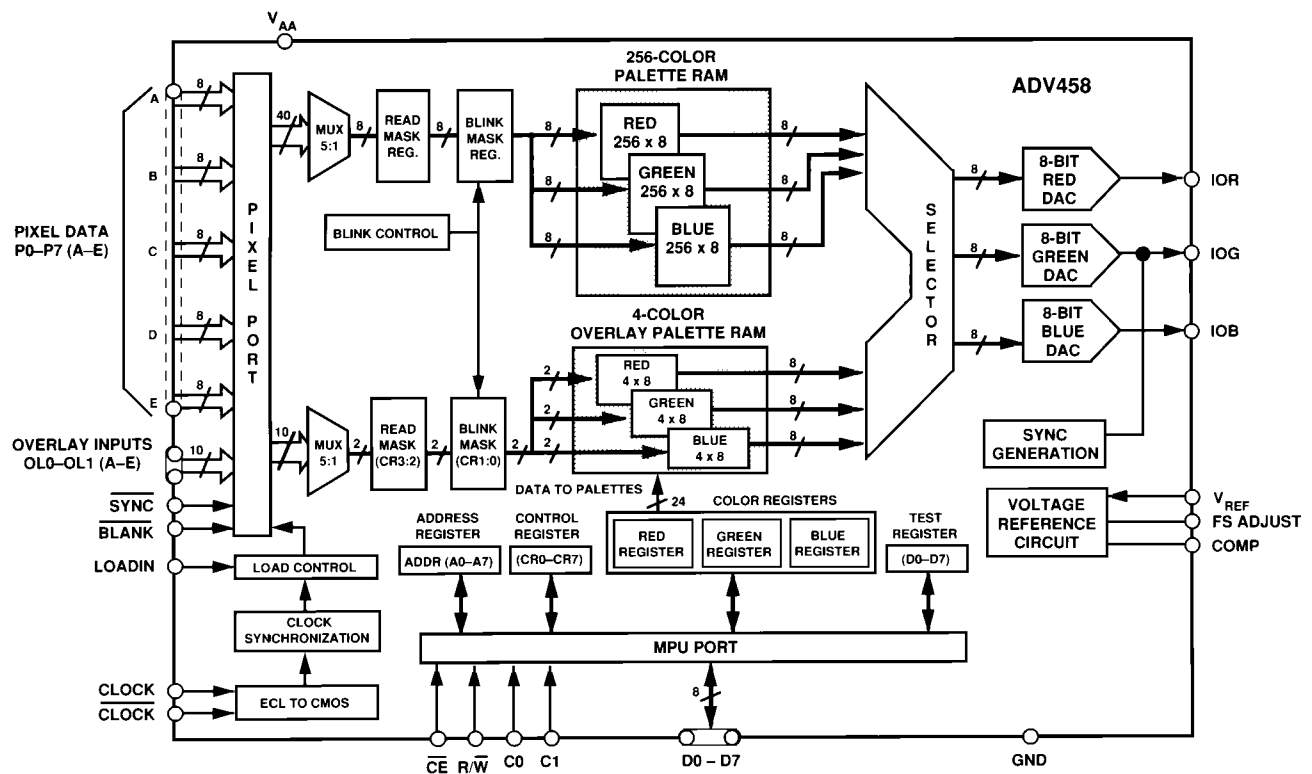 VAA
ADV458
256-COLOR
PALETTE RAM
PIXEL DATA
P0–P7 (A–E)
A
8
B
8
C
8
D
8
E
8
OVERLAY INPUTS
OL0–OL1 (A–E)
10
SYNC
BLANK
LOADIN
CLOCK
CLOCK
PIXEL PORT
40
MUX
5:1
8
READ
MASK
REG.
8
BLINK
MASK
REG.
8
8
8
RED
256 x 8
GREEN
256 x 8
BLUE
256 x 8
8
8
8
BLINK CONTROL
4-COLOR
OVERLAY PALETTE RAM
10
MUX
5:1
2
READ
MASK
(CR3:2)
2
BLINK
MASK
(CR1:0)
2
2
2
2
RED
4 x 8
GREEN
4 x 8
BLUE
4 x 8
8
8
8
SELECTOR
8
8
8
8-BIT
RED
DAC
IOR
8-BIT
GREEN
DAC
IOG
8-BIT
BLUE
DAC
IOB
SYNC
GENERATION
VOLTAGE
REFERENCE
CIRCUIT
VREF
FS ADJUST
COMP
DATA TO PALETTES
24
COLOR REGISTERS
RED
REGISTER
GREEN
REGISTER
BLUE
REGISTER
ADDRESS
REGISTER
ADDR (A0–A7)
CONTROL
REGISTER
(CR0–CR7)
TEST
REGISTER
(D0–D7)
LOAD CONTROL
CLOCK
SYNCHRONIZATION
ECL TO CMOS
MPU PORT
8
CE
R/W
C0
C1
D0 – D7
GND